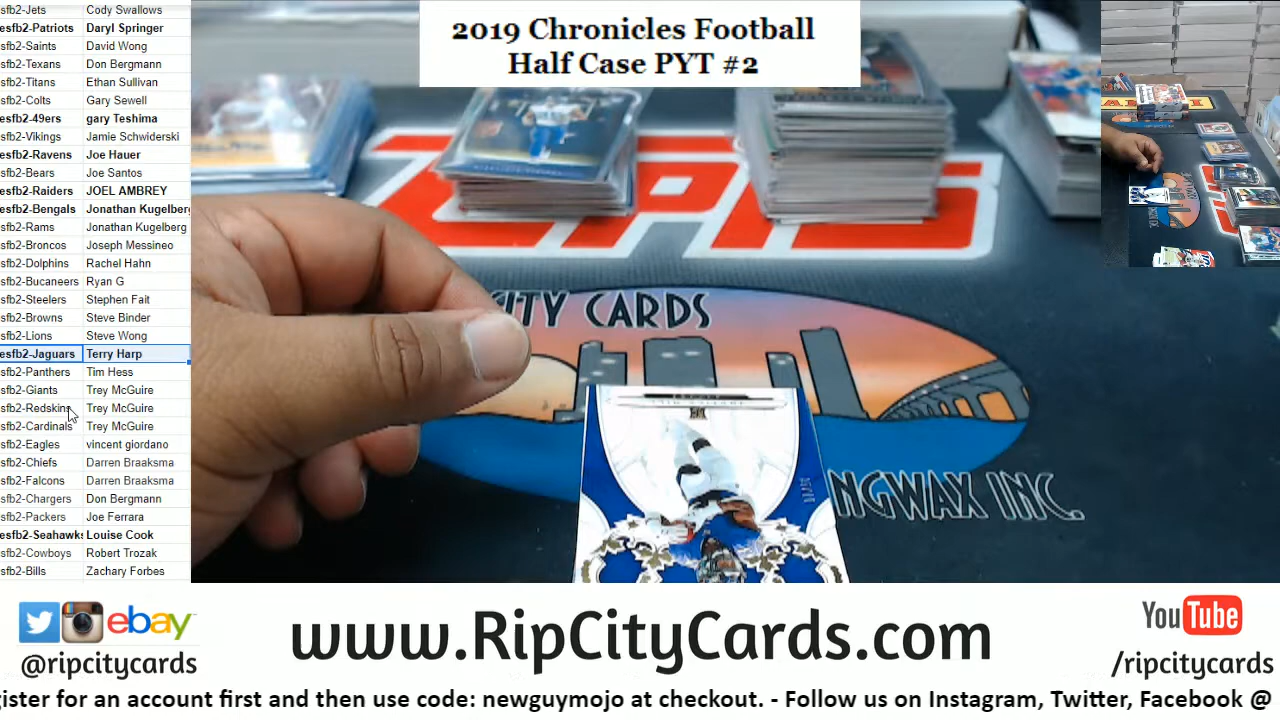 2019 Chronicles Football
Half Case PYT #2
sfb2-Jets Cody Swallows
esfb2-Patriots Daryl Springer
sfb2-Saints David Wong
sfb2-Texans Don Bergmann
sfb2-Titans Ethan Sullivan
sfb2-Colts Gary Sewell
esfb2-49ers gary Teshima
sfb2-Vikings Jamie Schwiderski
esfb2-Ravens Joe Hauer
sfb2-Bears Joe Santos
esfb2-Raiders JOEL AMBREY
esfb2-Bengals Jonathan Kugelber
sfb2-Rams Jonathan Kugelberg
sfb2-Broncos Joseph Messineo
sfb2-Dolphins Rachel Hahn
sfb2-Bucaneers Ryan G
sfb2-Steelers Stephen Fait
sfb2-Browns Steve Binder
sfb2-Lions Steve Wong
esfb2-Jaguars Terry Harp
sfb2-Panthers Tim Hess
sfb2-Giants Trey McGuire
sfb2-Redskins Trey McGuire
sfb2-Cardinals Trey McGuire
sfb2-Eagles vincent giordano
sfb2-Chiefs Darren Braaksma
sfb2-Falcons Darren Braaksma
sfb2-Chargers Don Bergmann
sfb2-Packers Joe Ferrara
esfb2-Seahawks Louise Cook
sfb2-Cowboys Robert Trozak
sfb2-Bills Zachary Forbes
CITY CARDS
NGWAX INC.
ebay
@ripcitycards
www.RipCityCards.com
YouTube
/ripcitycards
gister for an account first and then use code: newguymojo at checkout. - Follow us on Instagram, Twitter, Facebook @